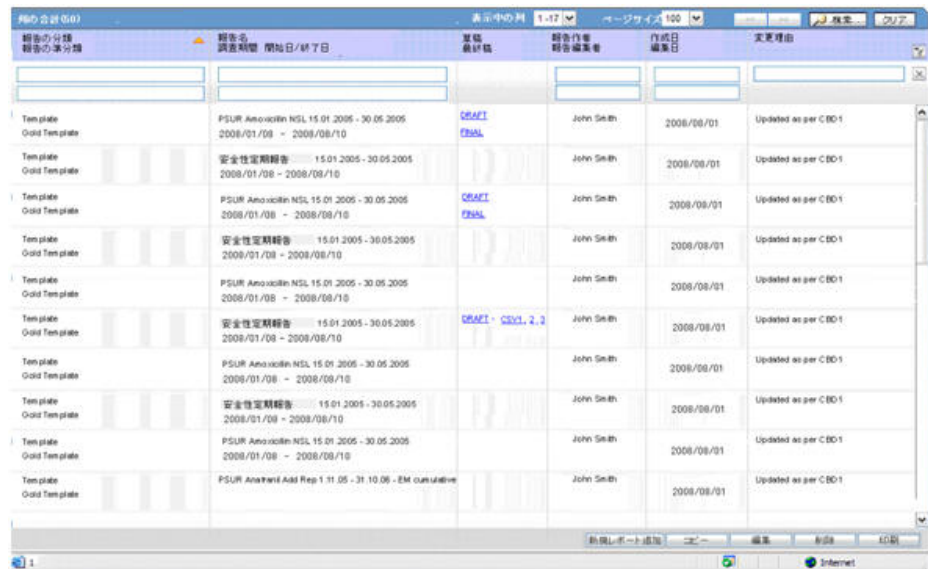 列の合計(50) 表示中の列 1-17 ページサイズ 100 検索... クリア
報告の分類 報告名 草稿 報告作者 作成日 変更理由
報告の準分類 調査期間 開始日/終了日 最終稿 報告編集者 編集日
Template PSUR Amoxicillin NSL 15.01.2005 - 30.05.2005 DRAFT John Smith 2008/08/01 Updated as per CBD1
Gold Template 2008/01/08 - 2008/08/10 FINAL
Template 安全性定期報告 15.01.2005 - 30.05.2005 John Smith 2008/08/01 Updated as per CBD1
Gold Template 2008/01/08 - 2008/08/10
Template PSUR Amoxicillin NSL 15.01.2005 - 30.05.2005 DRAFT John Smith 2008/08/01 Updated as per CBD1
Gold Template 2008/01/08 - 2008/08/10 FINAL
Template 安全性定期報告 15.01.2005 - 30.05.2005 John Smith 2008/08/01 Updated as per CBD1
Gold Template 2008/01/08 - 2008/08/10
Template PSUR Amoxicillin NSL 15.01.2005 - 30.05.2005 John Smith 2008/08/01 Updated as per CBD1
Gold Template 2008/01/08 - 2008/08/10
Template 安全性定期報告 15.01.2005 - 30.05.2005 DRAFT - CSV1, 2, 3 John Smith 2008/08/01 Updated as per CBD1
Gold Template 2008/01/08 - 2008/08/10
Template PSUR Amoxicillin NSL 15.01.2005 - 30.05.2005 John Smith 2008/08/01 Updated as per CBD1
Gold Template 2008/01/08 - 2008/08/10
Template 安全性定期報告 15.01.2005 - 30.05.2005 John Smith 2008/08/01 Updated as per CBD1
Gold Template 2008/01/08 - 2008/08/10
Template PSUR Amoxicillin NSL 15.01.2005 - 30.05.2005 John Smith 2008/08/01 Updated as per CBD1
Gold Template 2008/01/08 - 2008/08/10
Template PSUR Anafranil Add Rep 1.11.05 - 31.10.06 - EM cumulative John Smith 2008/08/01 Updated as per CBD1
Gold Template
新規レポート追加 コピー 編集 削除 印刷
1 Internet